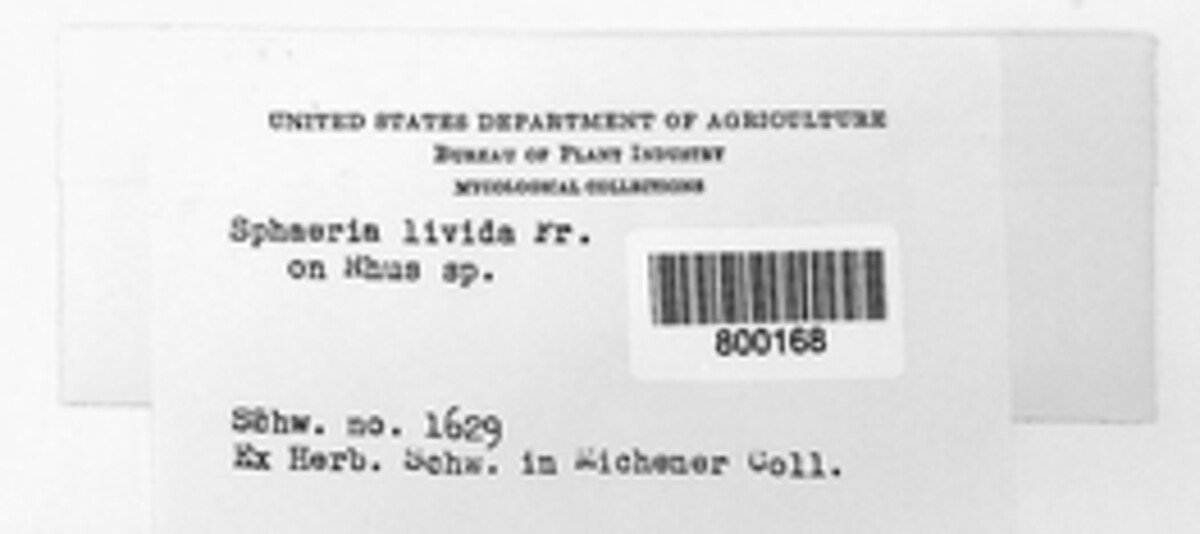 UNITED STATES DEPARTMENT OF AGRICULTURE
BUREAU OF PLANT INDUSTRY
MYCOLOGICAL COLLECTIONS
Sphaeria livida Fr.
on Rhus sp.
800168
Schw. no. 1629
Ex Herb. Schw. in Michener Coll.